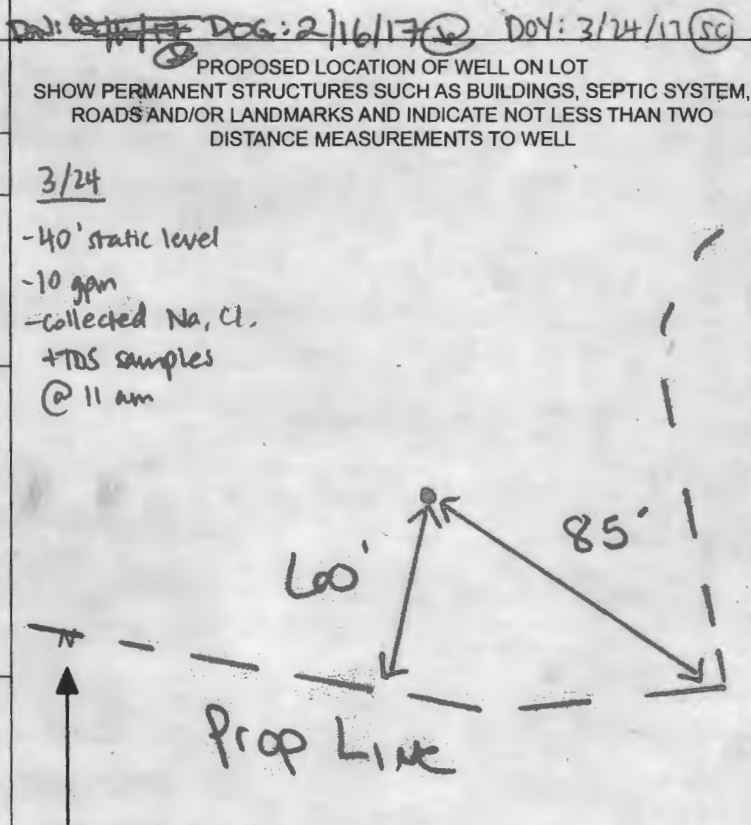 DOG: 2/16/17 DOY: 3/24/17 SC
PROPOSED LOCATION OF WELL ON LOT
SHOW PERMANENT STRUCTURES SUCH AS BUILDINGS, SEPTIC SYSTEM,
ROADS AND/OR LANDMARKS AND INDICATE NOT LESS THAN TWO
DISTANCE MEASUREMENTS TO WELL
3/24
-40' static level
-10 gpm
-collected Na, Cl,
+TDS samples
@ 11 am
85'
60'
N
Prop Line